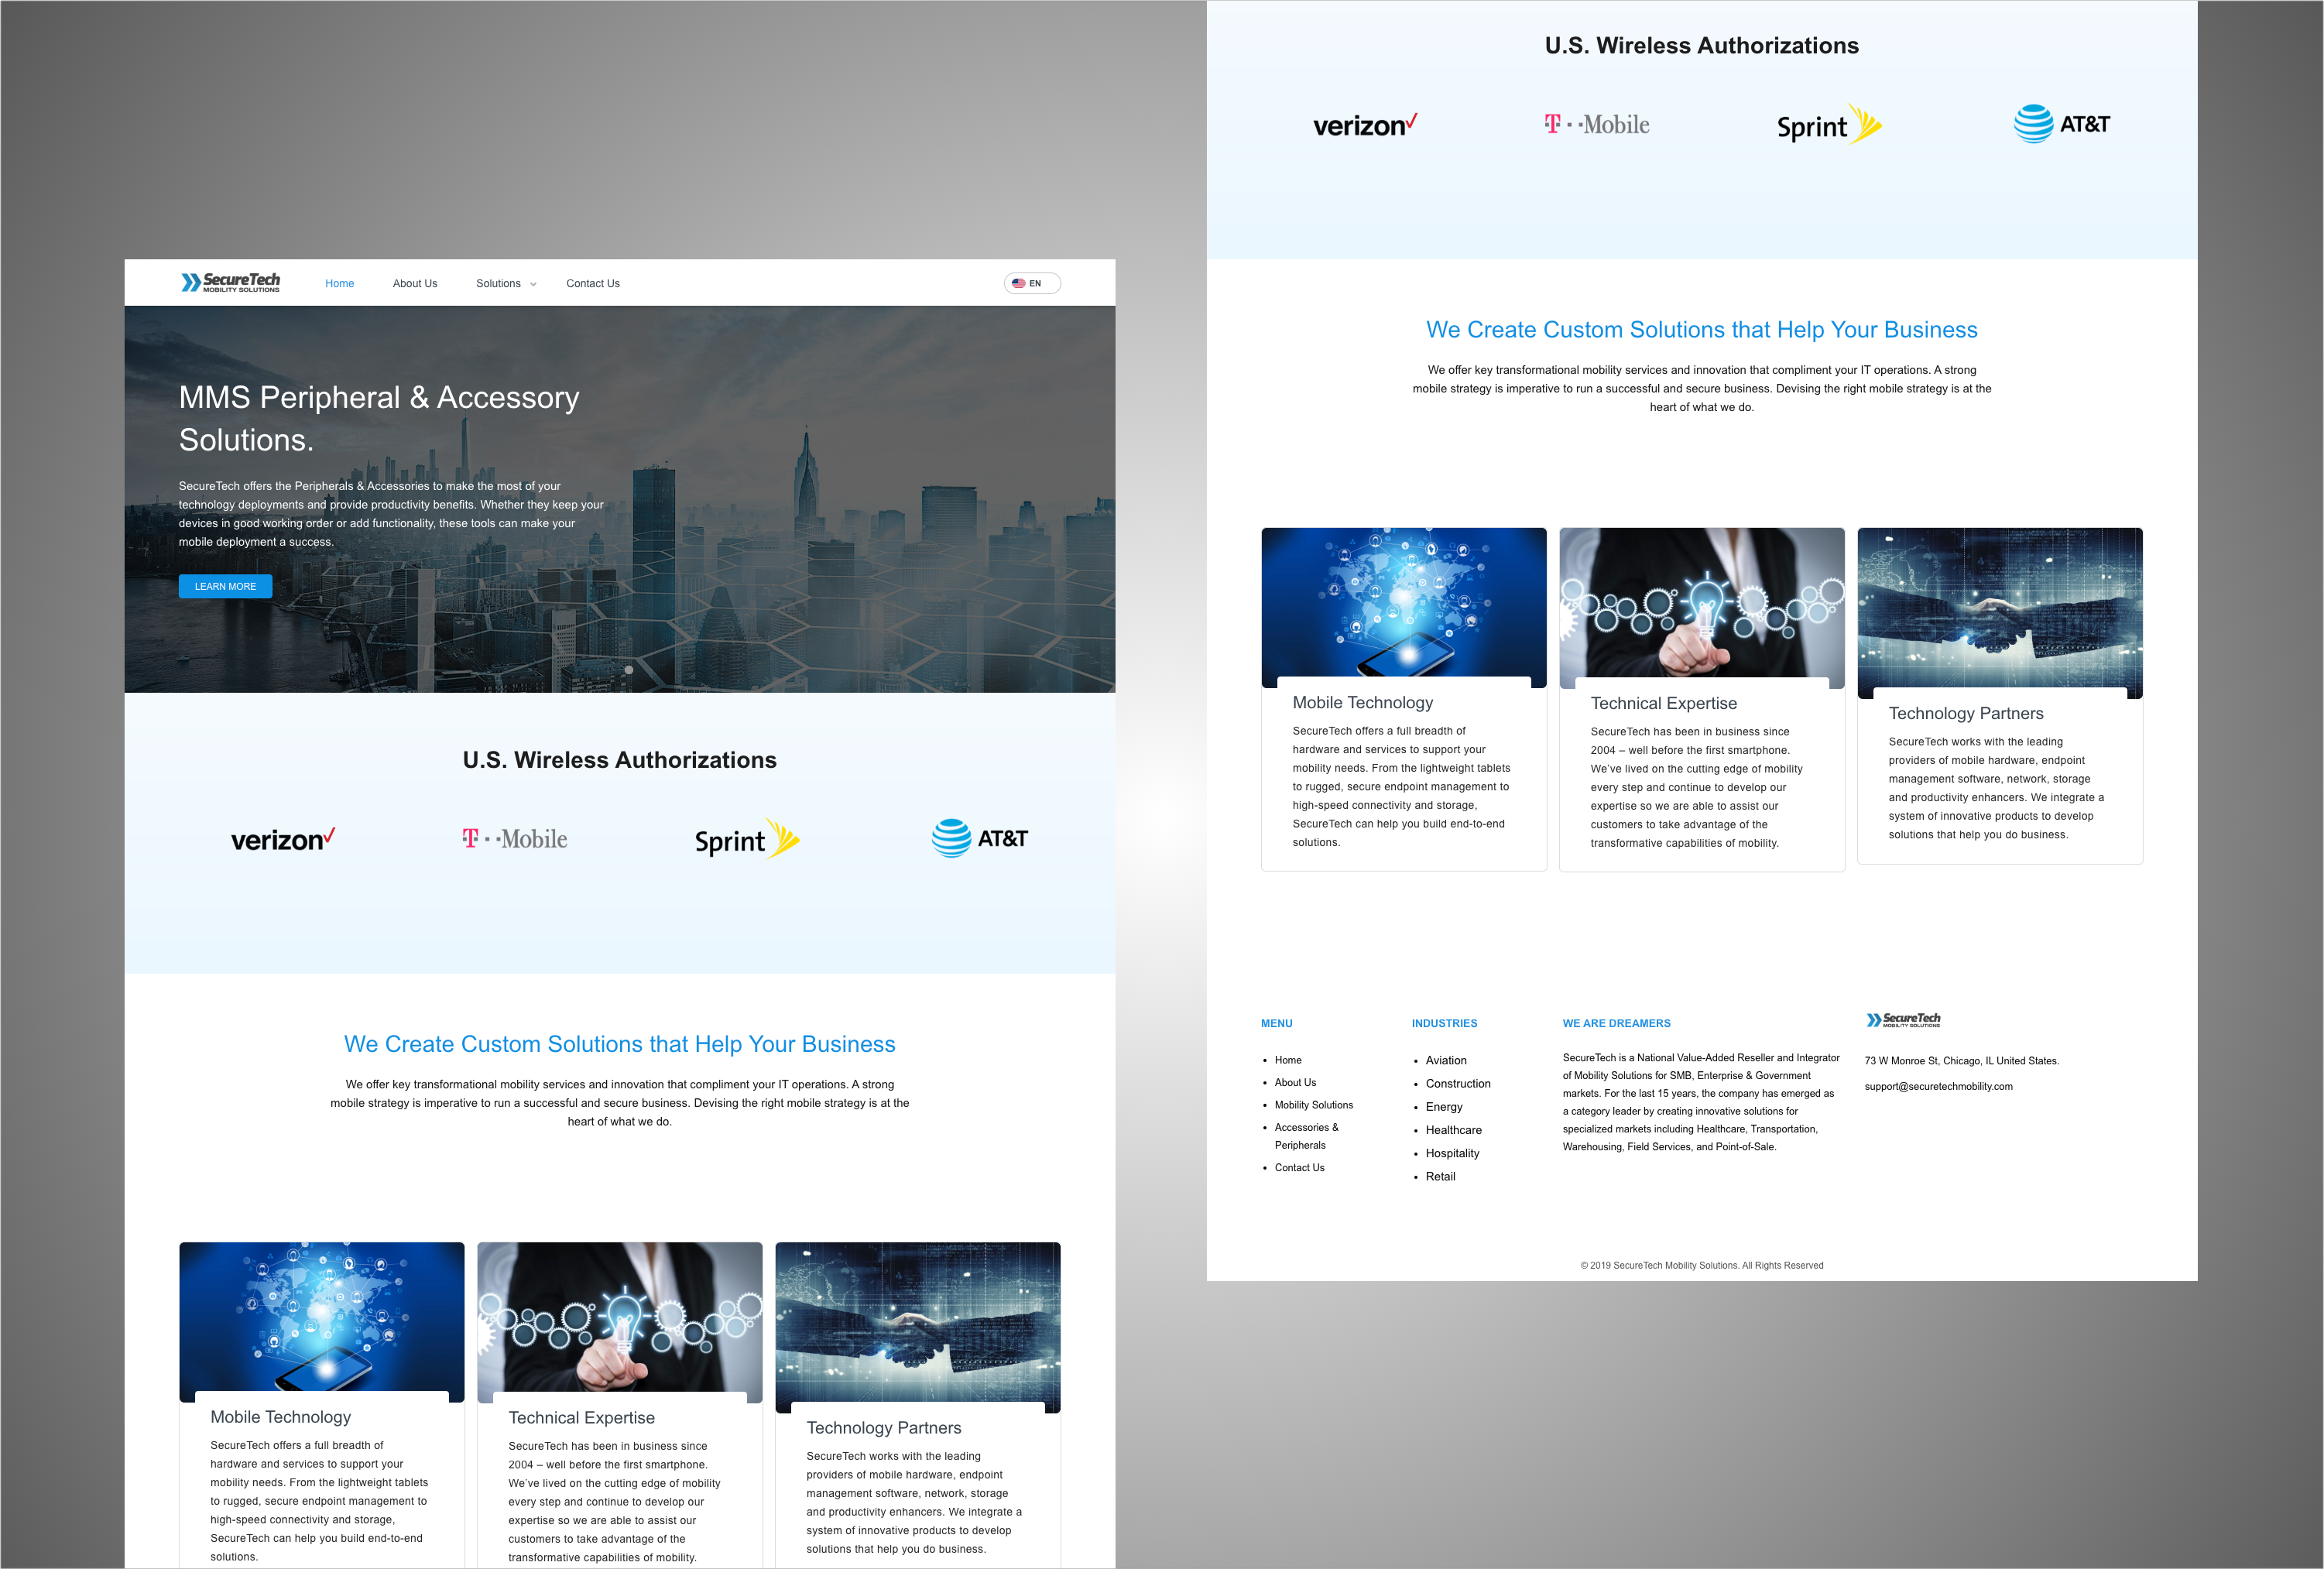 SecureTech
MOBILITY SOLUTIONS
Home
About Us
Solutions
Contact Us
EN
MMS Peripheral & Accessory
Solutions.
SecureTech offers the Peripherals & Accessories to make the most of your
technology deployments and provide productivity benefits. Whether they keep your
devices in good working order or add functionality, these tools can make your
mobile deployment a success.
LEARN MORE
U.S. Wireless Authorizations
verizon
T··Mobile
Sprint
AT&T
We Create Custom Solutions that Help Your Business
We offer key transformational mobility services and innovation that compliment your IT operations. A strong
mobile strategy is imperative to run a successful and secure business. Devising the right mobile strategy is at the
heart of what we do.
Mobile Technology
SecureTech offers a full breadth of
hardware and services to support your
mobility needs. From the lightweight tablets
to rugged, secure endpoint management to
high-speed connectivity and storage,
SecureTech can help you build end-to-end
solutions.
Technical Expertise
SecureTech has been in business since
2004 – well before the first smartphone.
We've lived on the cutting edge of mobility
every step and continue to develop our
expertise so we are able to assist our
customers to take advantage of the
transformative capabilities of mobility.
Technology Partners
SecureTech works with the leading
providers of mobile hardware, endpoint
management software, network, storage
and productivity enhancers. We integrate a
system of innovative products to develop
solutions that help you do business.
U.S. Wireless Authorizations
verizon
T··Mobile
Sprint
AT&T
We Create Custom Solutions that Help Your Business
We offer key transformational mobility services and innovation that compliment your IT operations. A strong
mobile strategy is imperative to run a successful and secure business. Devising the right mobile strategy is at the
heart of what we do.
Mobile Technology
SecureTech offers a full breadth of
hardware and services to support your
mobility needs. From the lightweight tablets
to rugged, secure endpoint management to
high-speed connectivity and storage,
SecureTech can help you build end-to-end
solutions.
Technical Expertise
SecureTech has been in business since
2004 – well before the first smartphone.
We've lived on the cutting edge of mobility
every step and continue to develop our
expertise so we are able to assist our
customers to take advantage of the
transformative capabilities of mobility.
Technology Partners
SecureTech works with the leading
providers of mobile hardware, endpoint
management software, network, storage
and productivity enhancers. We integrate a
system of innovative products to develop
solutions that help you do business.
MENU
• Home
• About Us
• Mobility Solutions
• Accessories &
Peripherals
• Contact Us
INDUSTRIES
• Aviation
• Construction
• Energy
• Healthcare
• Hospitality
• Retail
WE ARE DREAMERS
SecureTech is a National Value-Added Reseller and Integrator
of Mobility Solutions for SMB, Enterprise & Government
markets. For the last 15 years, the company has emerged as
a category leader by creating innovative solutions for
specialized markets including Healthcare, Transportation,
Warehousing, Field Services, and Point-of-Sale.
SecureTech
MOBILITY SOLUTIONS
73 W Monroe St, Chicago, IL United States.
support@securetechmobility.com
© 2019 SecureTech Mobility Solutions. All Rights Reserved